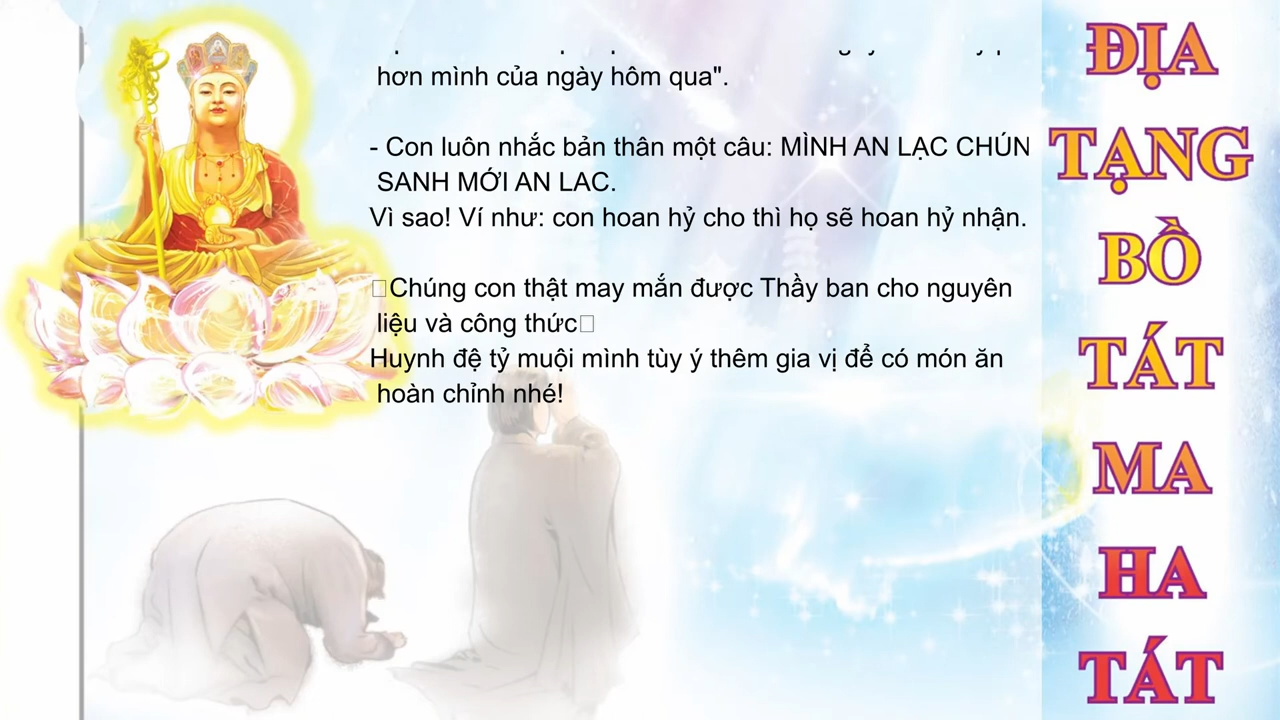 hơn mình của ngày hôm qua".
- Con luôn nhắc bản thân một câu: MÌNH AN LẠC CHÚN
SANH MỚI AN LAC.
Vì sao! Ví như: con hoan hỷ cho thì họ sẽ hoan hỷ nhận.
Chúng con thật may mắn được Thầy ban cho nguyên
liệu và công thức
Huynh đệ tỷ muội mình tùy ý thêm gia vị để có món ăn
hoàn chỉnh nhé!
ĐỊA
TẠNG
BỒ
TÁT
MA
HA
TÁT